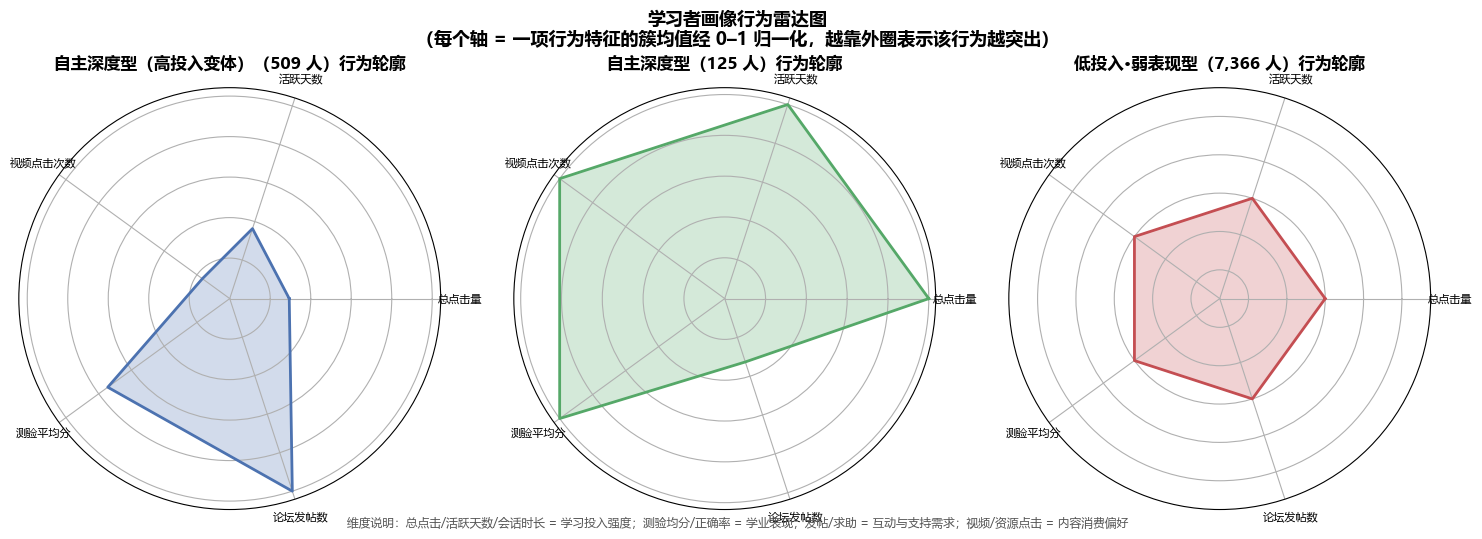 学习者画像行为雷达图
（每个轴 = 一项行为特征的簇均值经 0–1 归一化，越靠外圈表示该行为越突出）
自主深度型（高投入变体）（509 人）行为轮廓
活跃天数
视频点击次数
总点击量
测验平均分
论坛发帖数
自主深度型（125 人）行为轮廓
活跃天数
视频点击次数
总点击量
测验平均分
论坛发帖数
低投入·弱表现型（7,366 人）行为轮廓
活跃天数
视频点击次数
总点击量
测验平均分
论坛发帖数
维度说明：总点击/活跃天数/会话时长 = 学习投入强度；测验均分/正确率 = 学业表现；发帖/求助 = 互动与支持需求；视频/资源点击 = 内容消费偏好